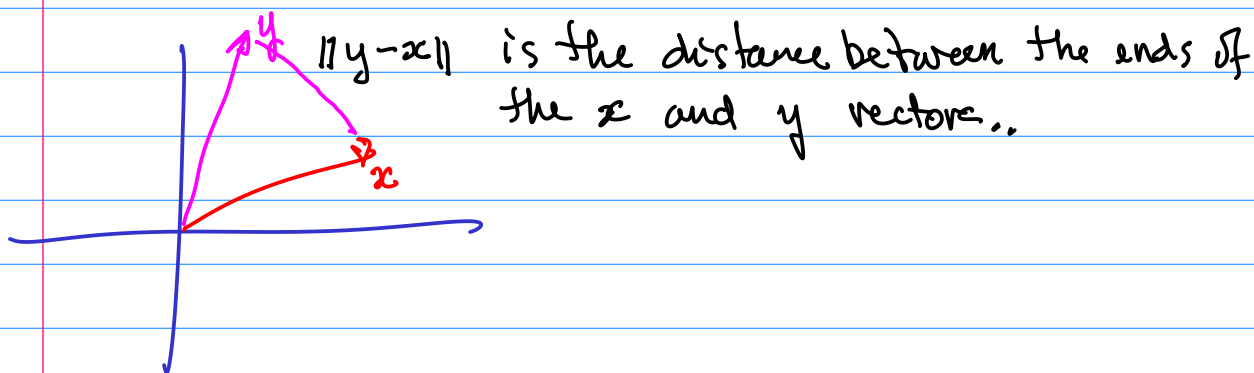 y ||y-x|| is the distance between the ends of
the x and y vectors..
x